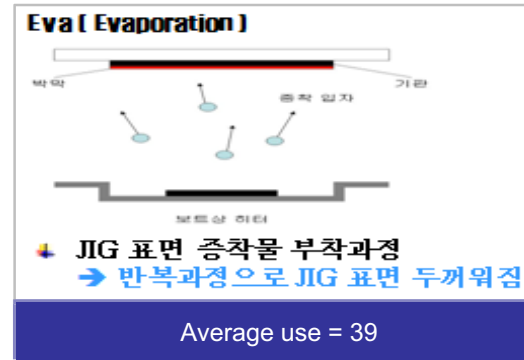 Eva ( Evaporation )
박막
기판
증착 입자
보트상 히터
JIG 표면 증착물 부착과정
➔ 반복과정으로 JIG 표면 두꺼워짐
Average use = 39